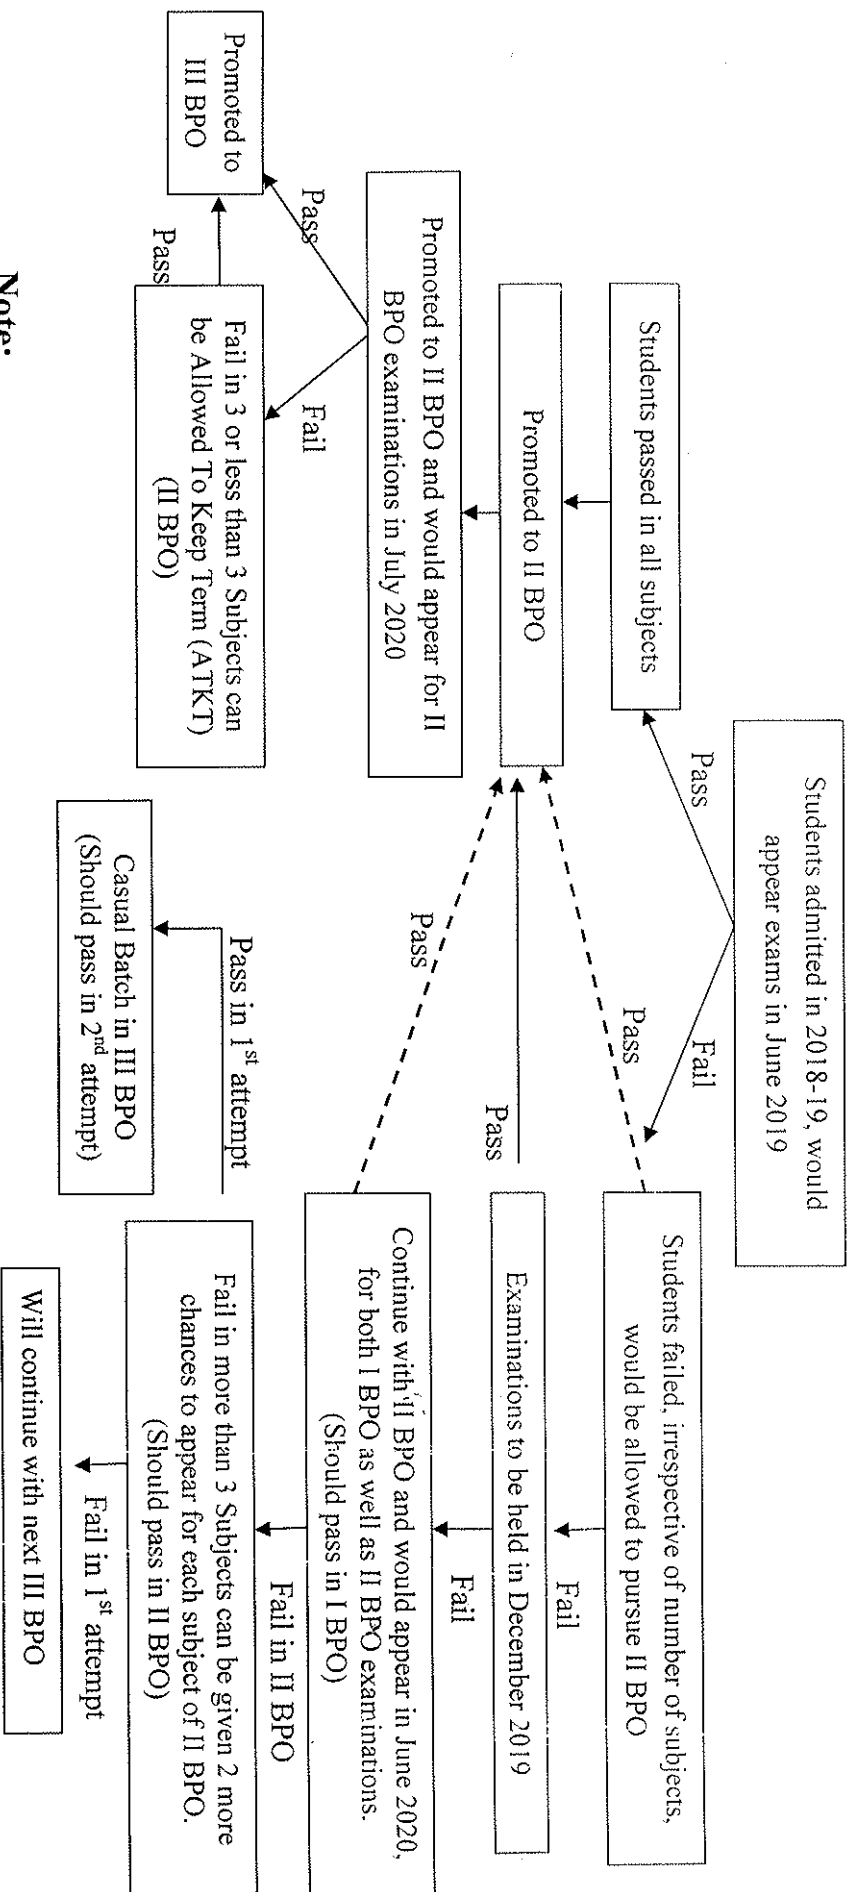 Students admitted in 2018-19, would
appear exams in June 2019
Pass
Fail
Students passed in all subjects
Students failed, irrespective of number of subjects,
would be allowed to pursue II BPO
Pass
Fail
Promoted to II BPO
Pass
Examinations to be held in December 2019
Fail
Promoted to II BPO and would appear for II
BPO examinations in July 2020
Pass
Continue with II BPO and would appear in June 2020,
for both I BPO as well as II BPO examinations.
(Should pass in I BPO)
Pass
Fail
Fail in II BPO
Promoted to
III BPO
Pass
Fail in 3 or less than 3 Subjects can
be Allowed To Keep Term (ATKT)
(II BPO)
Pass in 1st attempt
Fail in more than 3 Subjects can be given 2 more
chances to appear for each subject of II BPO.
(Should pass in II BPO)
Casual Batch in III BPO
(Should pass in 2nd attempt)
Fail in 1st attempt
Will continue with next III BPO
Note: